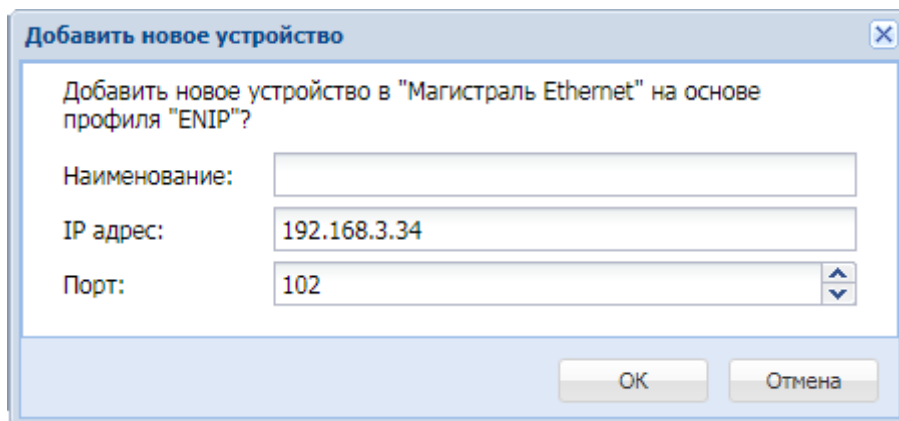 Добавить новое устройство
Добавить новое устройство в "Магистраль Ethernet" на основе
профиля "ENIP"?
Наименование:
IP адрес: 192.168.3.34
Порт: 102
ОК Отмена